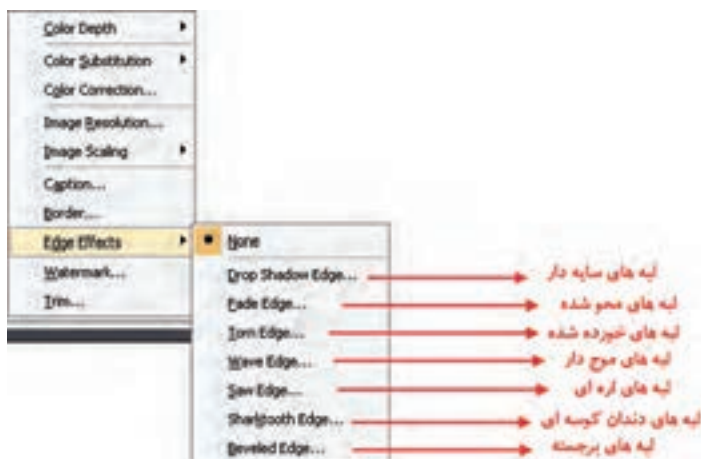 Color Depth
Color Substitution
Color Correction...
Image Resolution...
Image Scaling
Caption...
Border...
Edge Effects
Watermark...
Trim...
None
Drop Shadow Edge... لبه های سایه دار
Fade Edge... لبه های محو شده
Torn Edge... لبه های خورده شده
Wave Edge... لبه های موج دار
Saw Edge... لبه های اره ای
Sharktooth Edge... لبه های دندان کوسه ای
Beveled Edge... لبه های برجسته